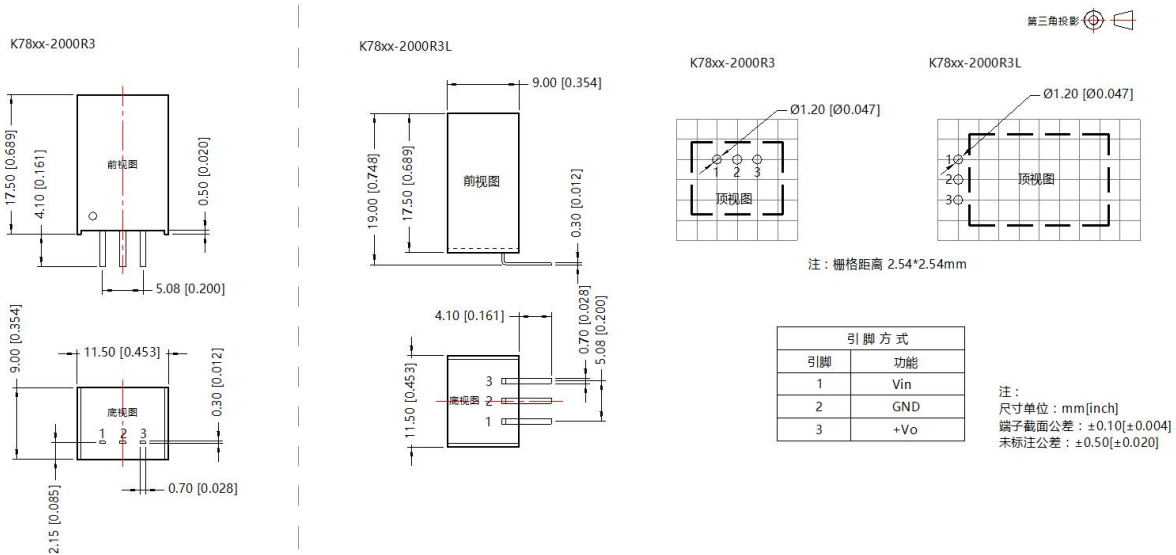 第三角投影
K78xx-2000R3
17.50 [0.689]
4.10 [0.161]
前视图
0.50 [0.020]
5.08 [0.200]
9.00 [0.354]
11.50 [0.453]
0.30 [0.012]
底视图
1 2 3
2.15 [0.085]
0.70 [0.028]
K78xx-2000R3L
9.00 [0.354]
19.00 [0.748]
17.50 [0.689]
前视图
0.30 [0.012]
4.10 [0.161]
0.70 [0.028]
5.08 [0.200]
11.50 [0.453]
底视图
3
2
1
K78xx-2000R3
Ø1.20 [Ø0.047]
1 2 3
顶视图
K78xx-2000R3L
Ø1.20 [Ø0.047]
1
2
3
顶视图
注：栅格距离 2.54*2.54mm
引脚方式
引脚 功能
1 Vin
2 GND
3 +Vo
注：
尺寸单位：mm[inch]
端子截面公差：±0.10[±0.004]
未标注公差：±0.50[±0.020]